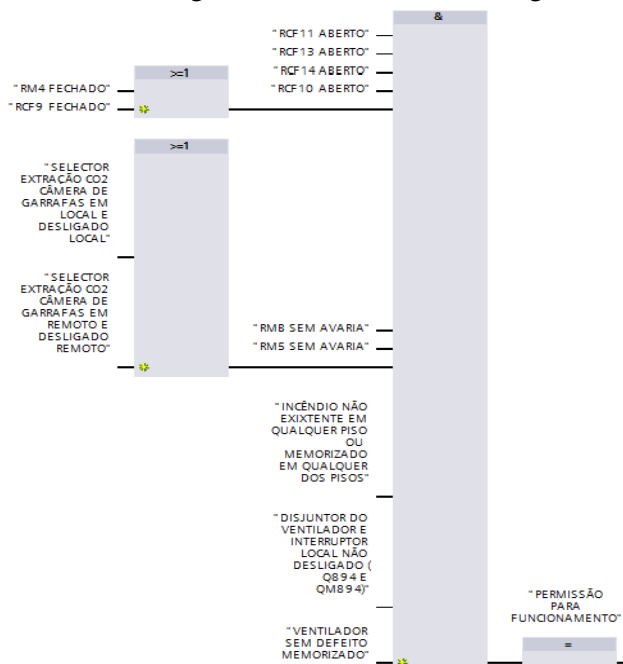 &
"RCF11 ABERTO"
"RCF13 ABERTO"
"RCF14 ABERTO"
"RCF10 ABERTO"
>=1
"RM4 FECHADO"
"RCF9 FECHADO"
>=1
"SELECTOR
EXTRAÇÃO CO2
CÂMERA DE
GARRAFAS EM
LOCAL E
DESLIGADO
LOCAL"
"SELECTOR
EXTRAÇÃO CO2
CÂMERA DE
GARRAFAS EM
REMOTO E
DESLIGADO
REMOTO"
"RM8 SEM AVARIA"
"RM5 SEM AVARIA"
"INCÊNDIO NÃO
EXIXTENTE EM
QUALQUER PISO
OU
MEMORIZADO
EM QUALQUER
DOS PISOS"
"DISJUNTOR DO
VENTILADOR E
INTERRUPTOR
LOCAL NÃO
DESLIGADO (
Q894 E
QM894)"
"VENTILADOR
SEM DEFEITO
MEMORIZADO"
"PERMISSÃO
PARA
FUNCIONAMENTO"
=